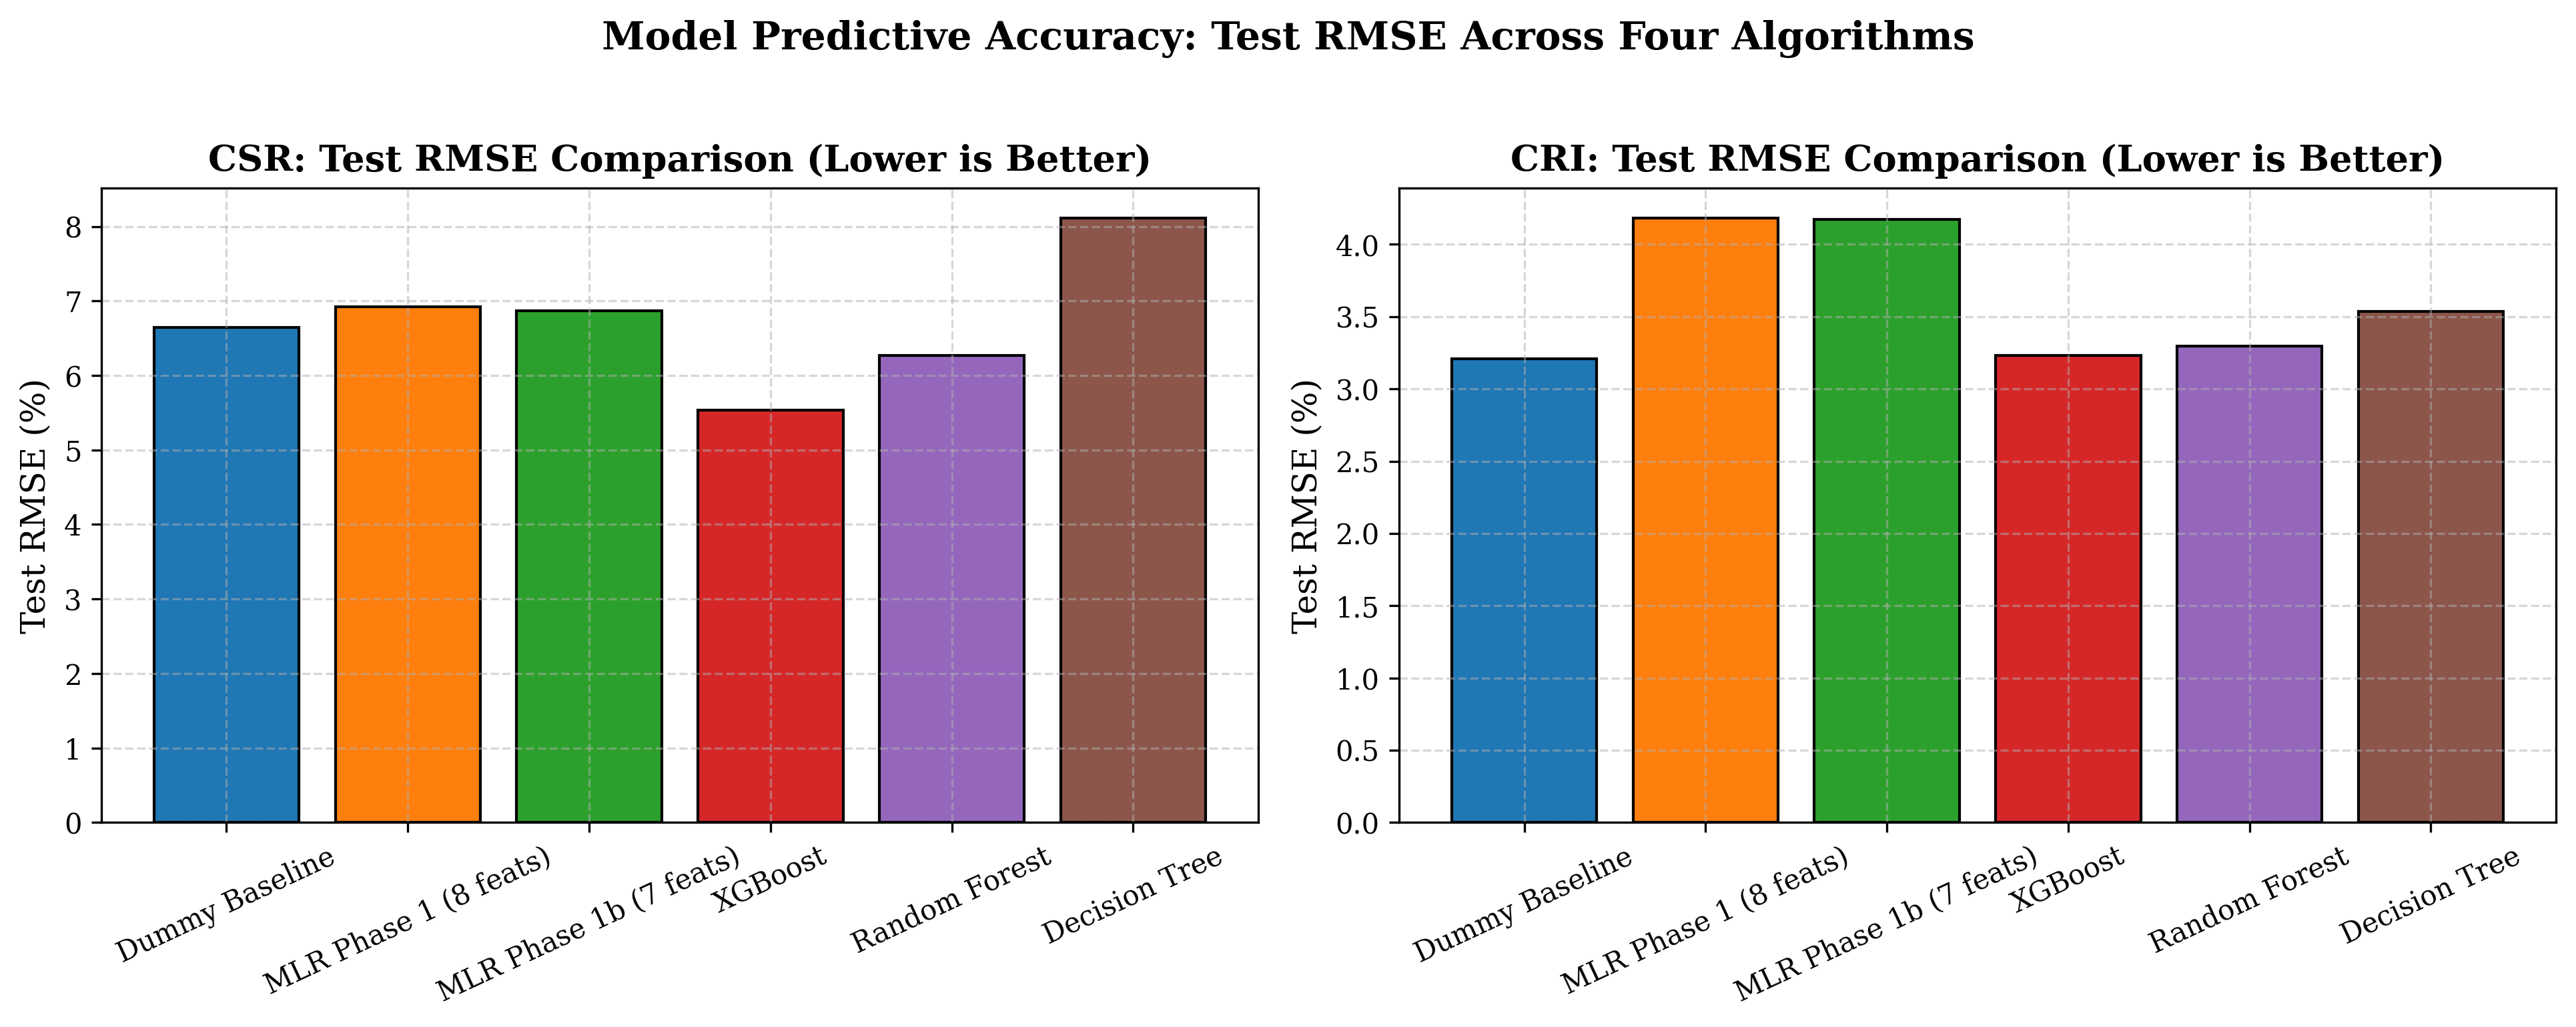 Model Predictive Accuracy: Test RMSE Across Four Algorithms
CSR: Test RMSE Comparison (Lower is Better)
Test RMSE (%)
8
7
6
5
4
3
2
1
0
Dummy Baseline
MLR Phase 1 (8 feats)
MLR Phase 1b (7 feats)
XGBoost
Random Forest
Decision Tree
CRI: Test RMSE Comparison (Lower is Better)
Test RMSE (%)
4.0
3.5
3.0
2.5
2.0
1.5
1.0
0.5
0.0
Dummy Baseline
MLR Phase 1 (8 feats)
MLR Phase 1b (7 feats)
XGBoost
Random Forest
Decision Tree